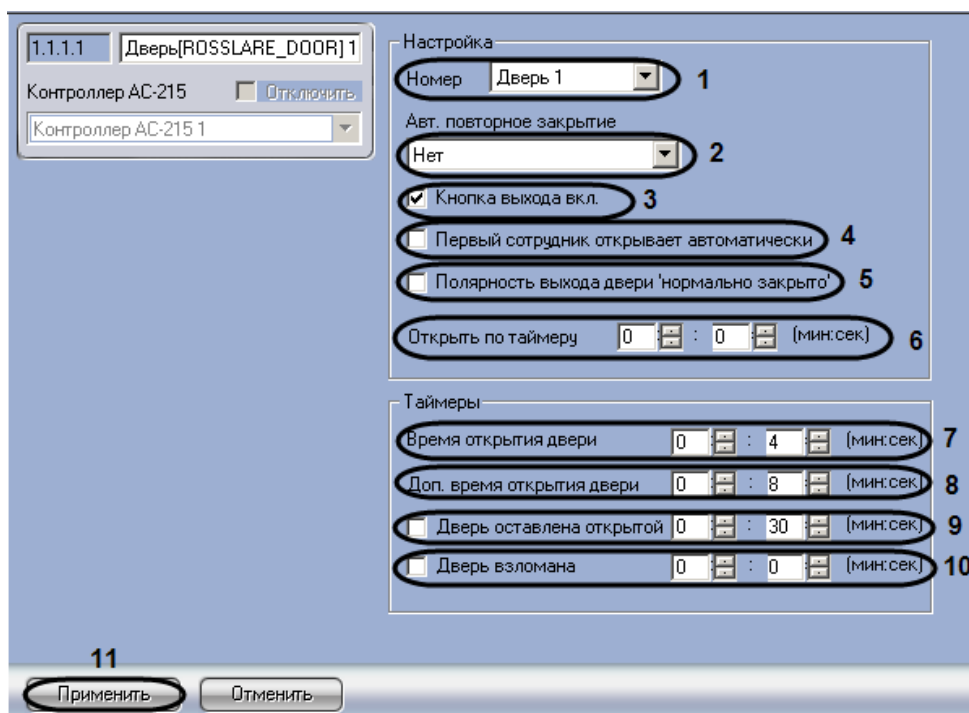 1.1.1.1 Дверь[ROSSLARE_DOOR] 1
Контроллер АС-215 Отключить
Контроллер АС-215 1
Настройка
Номер Дверь 1 1
Авт. повторное закрытие
Нет 2
Кнопка выхода вкл. 3
Первый сотрудник открывает автоматически 4
Полярность выхода двери 'нормально закрыто' 5
Открыть по таймеру 0 : 0 (мин:сек) 6
Таймеры
Время открытия двери 0 : 4 (мин:сек) 7
Доп. время открытия двери 0 : 8 (мин:сек) 8
Дверь оставлена открытой 0 : 30 (мин:сек) 9
Дверь взломана 0 : 0 (мин:сек) 10
11
Применить Отменить